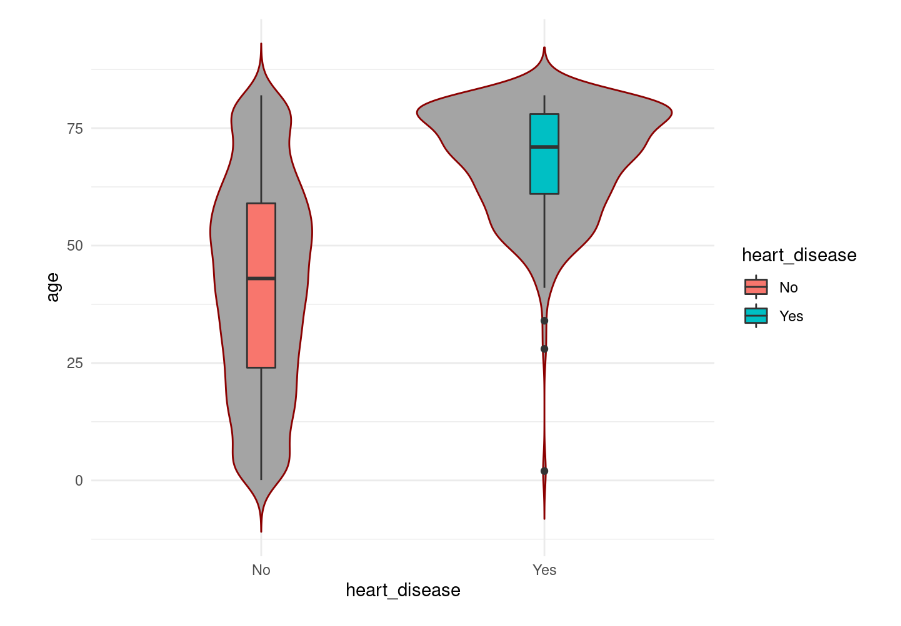 75
50
25
0
age
No
Yes
heart_disease
heart_disease
No
Yes